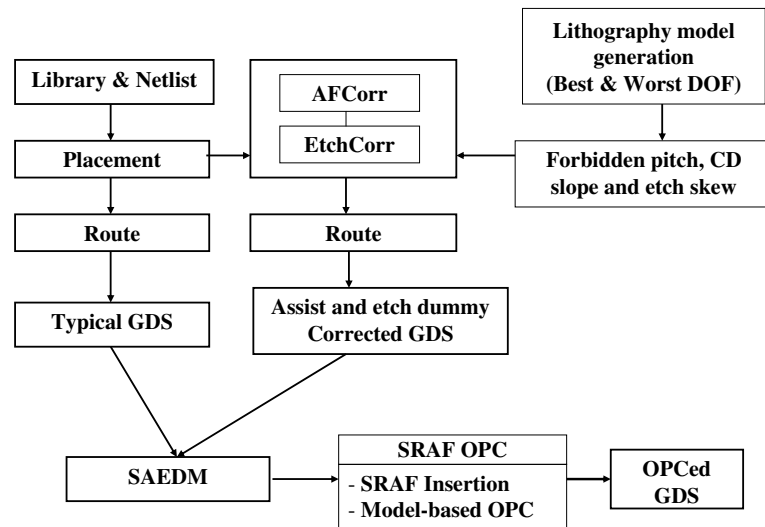 Library & Netlist
Placement
Route
Typical GDS
AFCorr
EtchCorr
Route
Assist and etch dummy
Corrected GDS
Lithography model
generation
(Best & Worst DOF)
Forbidden pitch, CD
slope and etch skew
SAEDM
SRAF OPC
- SRAF Insertion
- Model-based OPC
OPCed
GDS